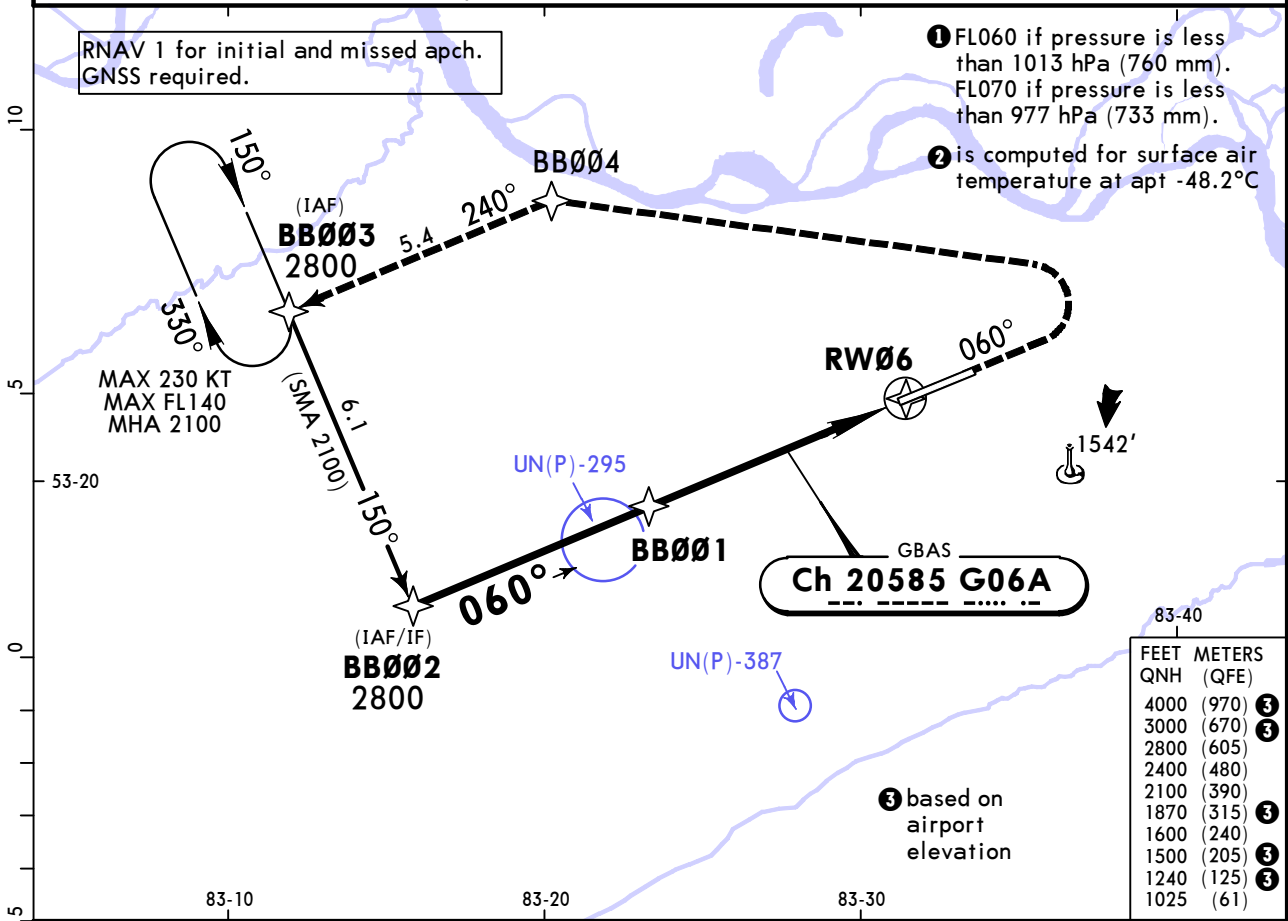 RNAV 1 for initial and missed apch.
GNSS required.
❶ FL060 if pressure is less
than 1013 hPa (760 mm).
FL070 if pressure is less
than 977 hPa (733 mm).
❷ is computed for surface air
temperature at apt -48.2°C
10
150°
BBØØ4
(IAF)
BBØØ3
2800
240°
5.4
330°
MAX 230 KT
MAX FL140
MHA 2100
5
6.1
(SMA 2100)
150°
RWØ6
060°
1542'
53-20
UN(P)-295
BBØØ1
060°
GBAS
Ch 20585 G06A
(IAF/IF)
BBØØ2
2800
0
UN(P)-387
83-40
FEET METERS
QNH (QFE)
4000 (970) ❸
3000 (670) ❸
2800 (605)
2400 (480)
2100 (390)
1870 (315) ❸
1600 (240)
1500 (205) ❸
1240 (125) ❸
1025 (61)
❸ based on
airport
elevation
5
83-10
83-20
83-30